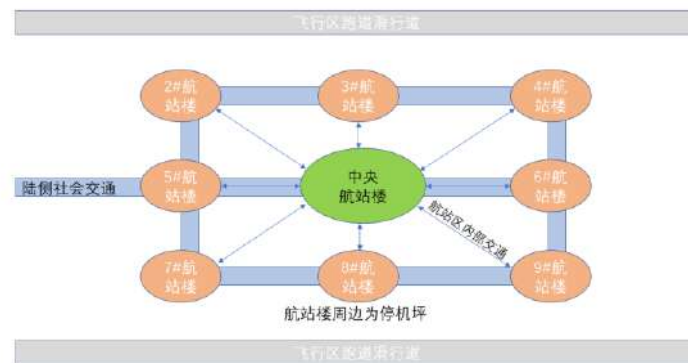 飞行区跑道滑行道
2#航
站楼
3#航
站楼
4#航
站楼
陆侧社会交通
5#航
站楼
中央
航站楼
6#航
站楼
航站区内部交通
7#航
站楼
8#航
站楼
9#航
站楼
航站楼周边为停机坪
飞行区跑道滑行道